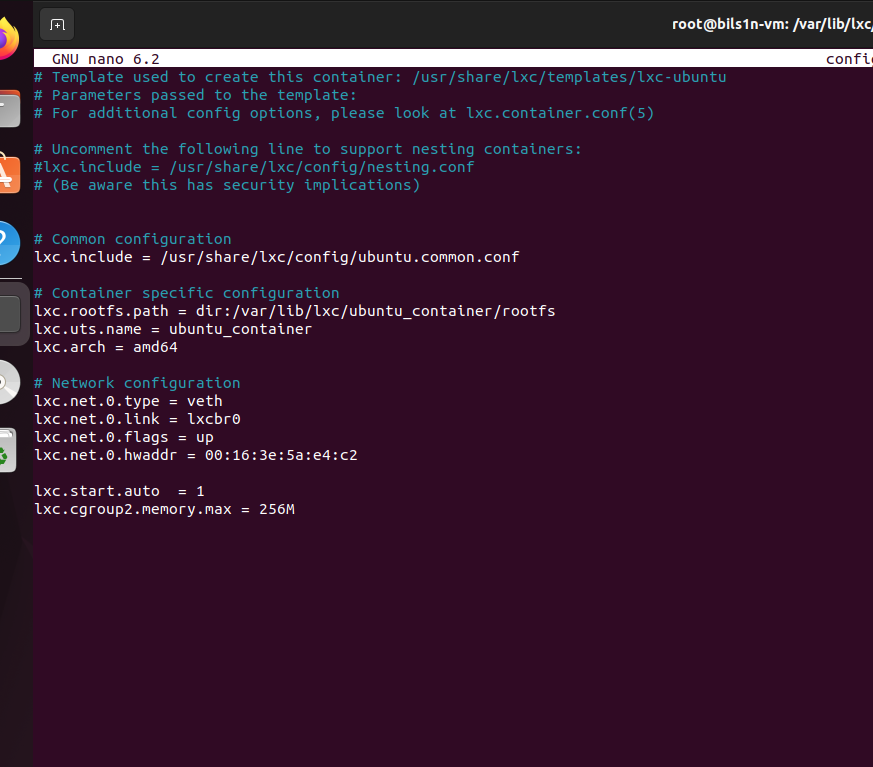 root@bils1n-vm: /var/lib/lxc/
GNU nano 6.2 config
# Template used to create this container: /usr/share/lxc/templates/lxc-ubuntu
# Parameters passed to the template:
# For additional config options, please look at lxc.container.conf(5)
# Uncomment the following line to support nesting containers:
#lxc.include = /usr/share/lxc/config/nesting.conf
# (Be aware this has security implications)
# Common configuration
lxc.include = /usr/share/lxc/config/ubuntu.common.conf
# Container specific configuration
lxc.rootfs.path = dir:/var/lib/lxc/ubuntu_container/rootfs
lxc.uts.name = ubuntu_container
lxc.arch = amd64
# Network configuration
lxc.net.0.type = veth
lxc.net.0.link = lxcbr0
lxc.net.0.flags = up
lxc.net.0.hwaddr = 00:16:3e:5a:e4:c2
lxc.start.auto  = 1
lxc.cgroup2.memory.max = 256M